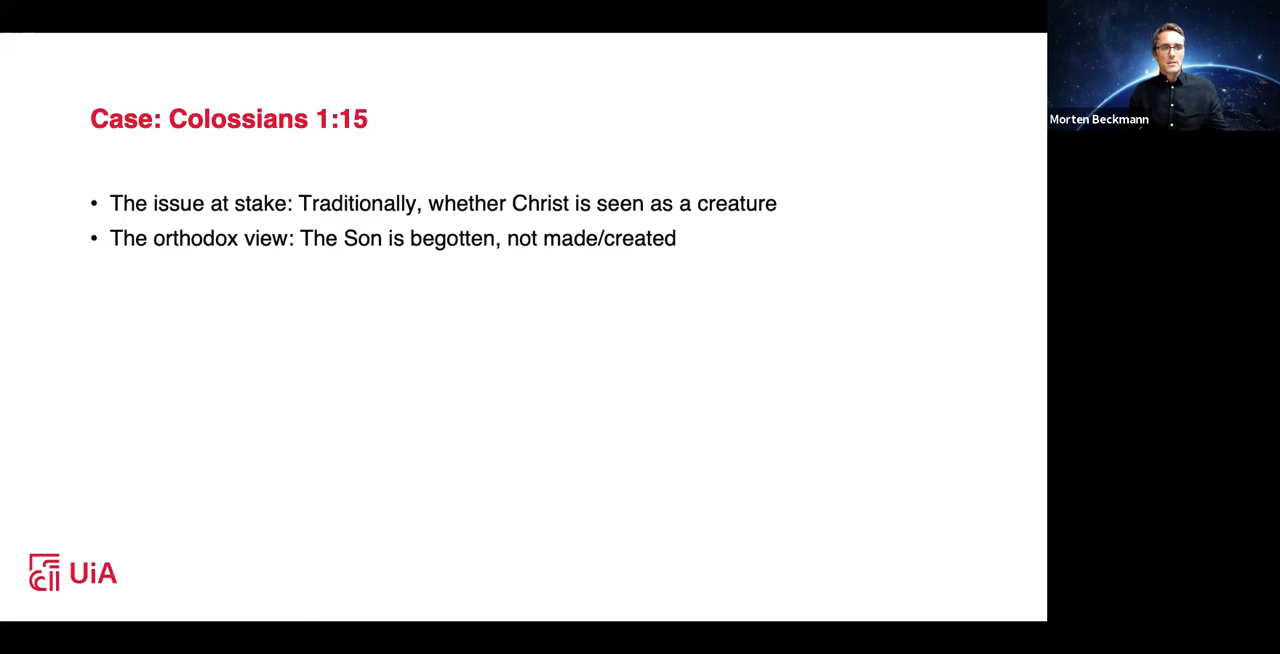 Case: Colossians 1:15
• The issue at stake: Traditionally, whether Christ is seen as a creature
• The orthodox view: The Son is begotten, not made/created
UiA
Morten Beckmann